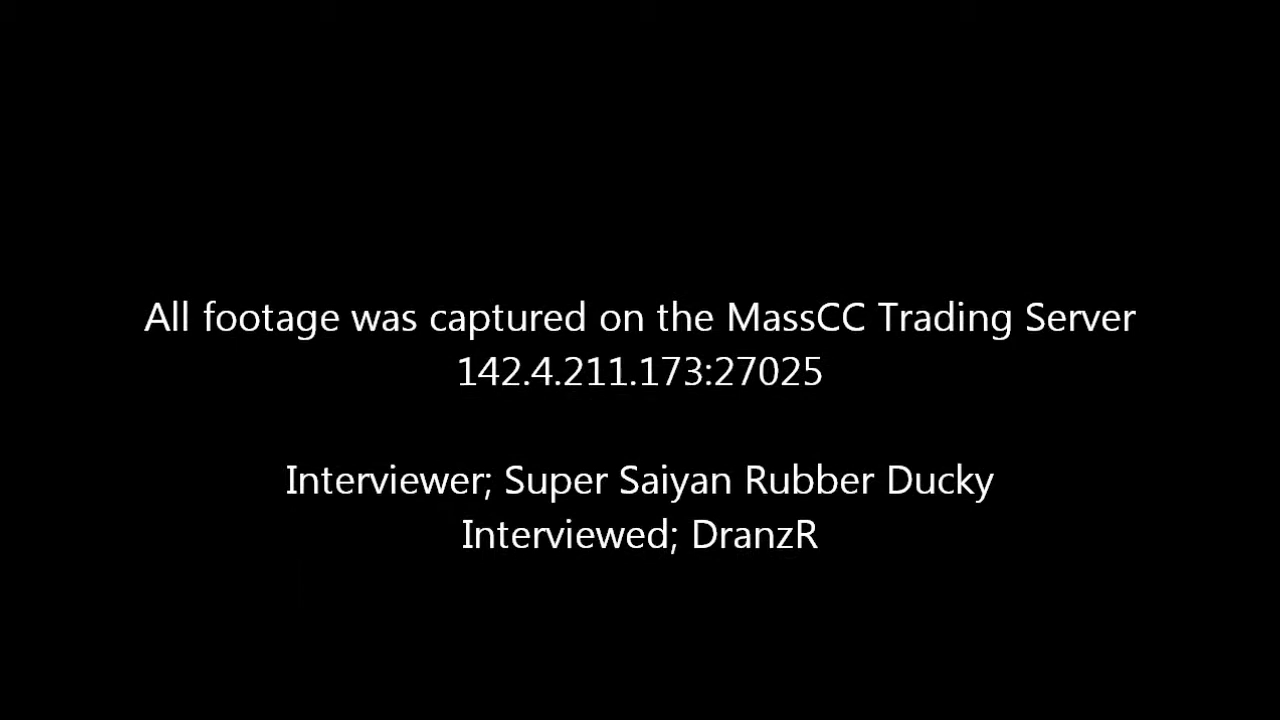 All footage was captured on the MassCC Trading Server
142.4.211.173:27025
Interviewer; Super Saiyan Rubber Ducky
Interviewed; DranzR